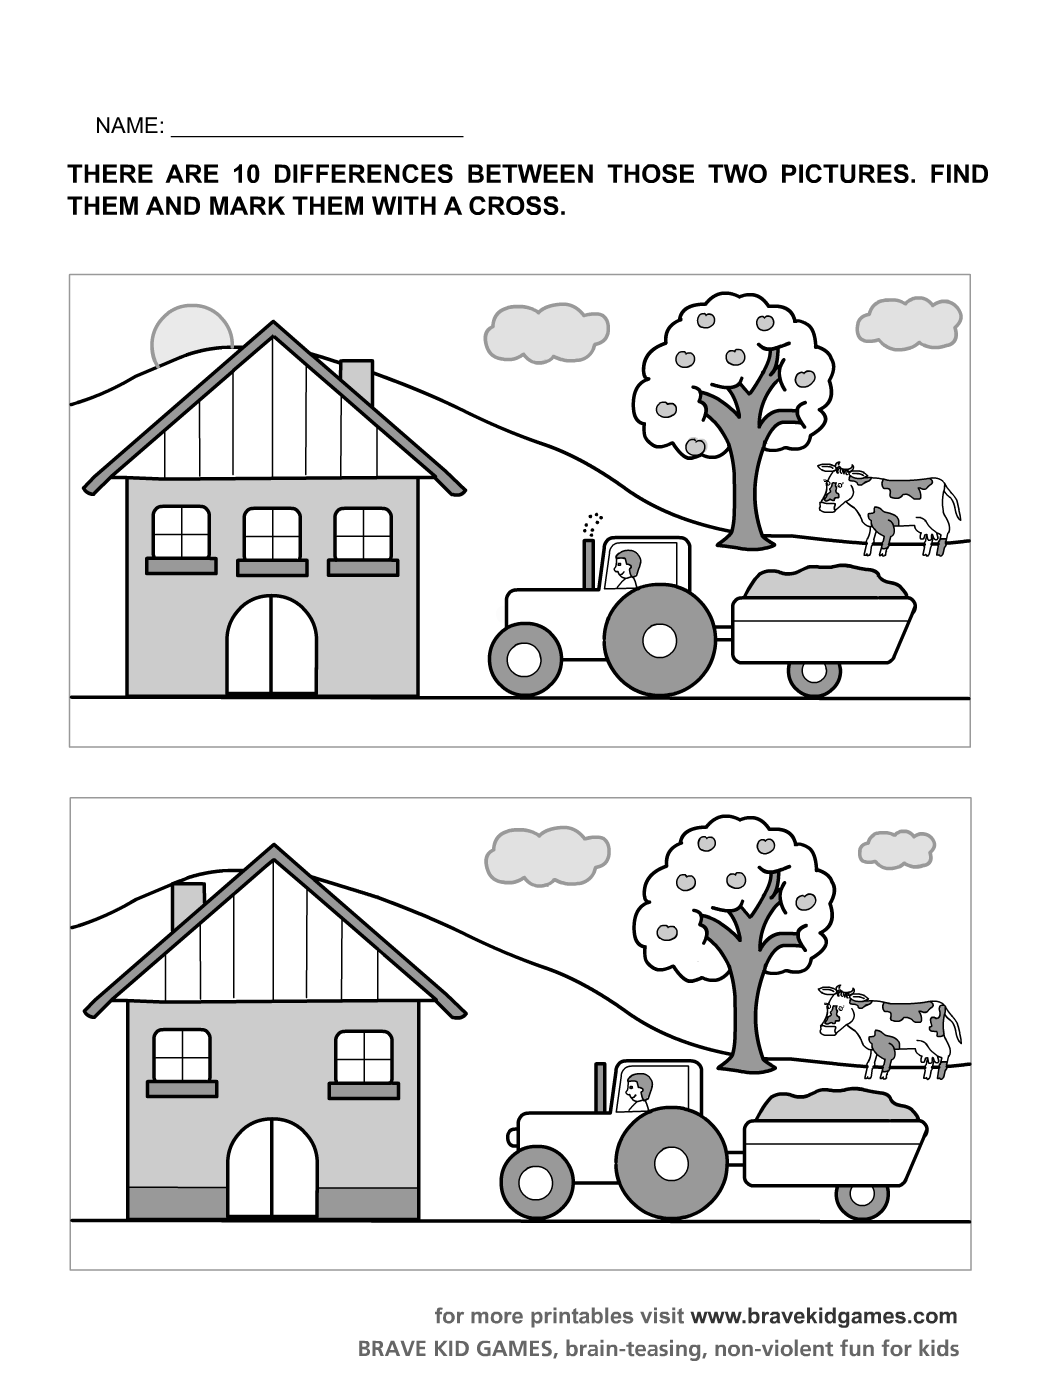 NAME: ________________________
THERE ARE 10 DIFFERENCES BETWEEN THOSE TWO PICTURES. FIND
THEM AND MARK THEM WITH A CROSS.
for more printables visit www.bravekidgames.com
BRAVE KID GAMES, brain-teasing, non-violent fun for kids